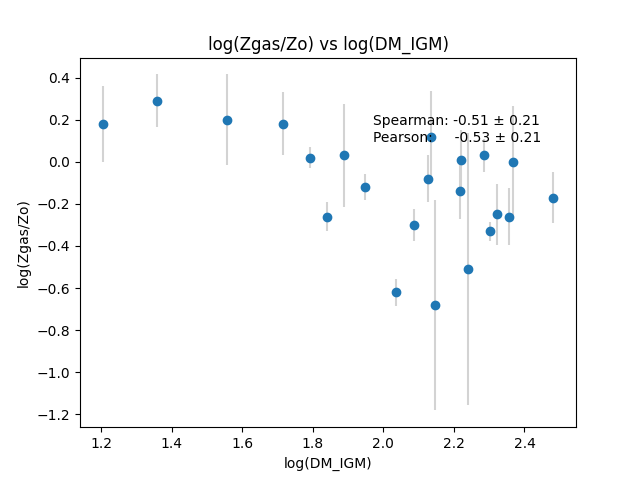 log(Zgas/Zo) vs log(DM_IGM)
0.4
0.2
0.0
−0.2
−0.4
−0.6
−0.8
−1.0
−1.2
log(Zgas/Zo)
Spearman: -0.51 ± 0.21
Pearson: -0.53 ± 0.21
1.2 1.4 1.6 1.8 2.0 2.2 2.4
log(DM_IGM)